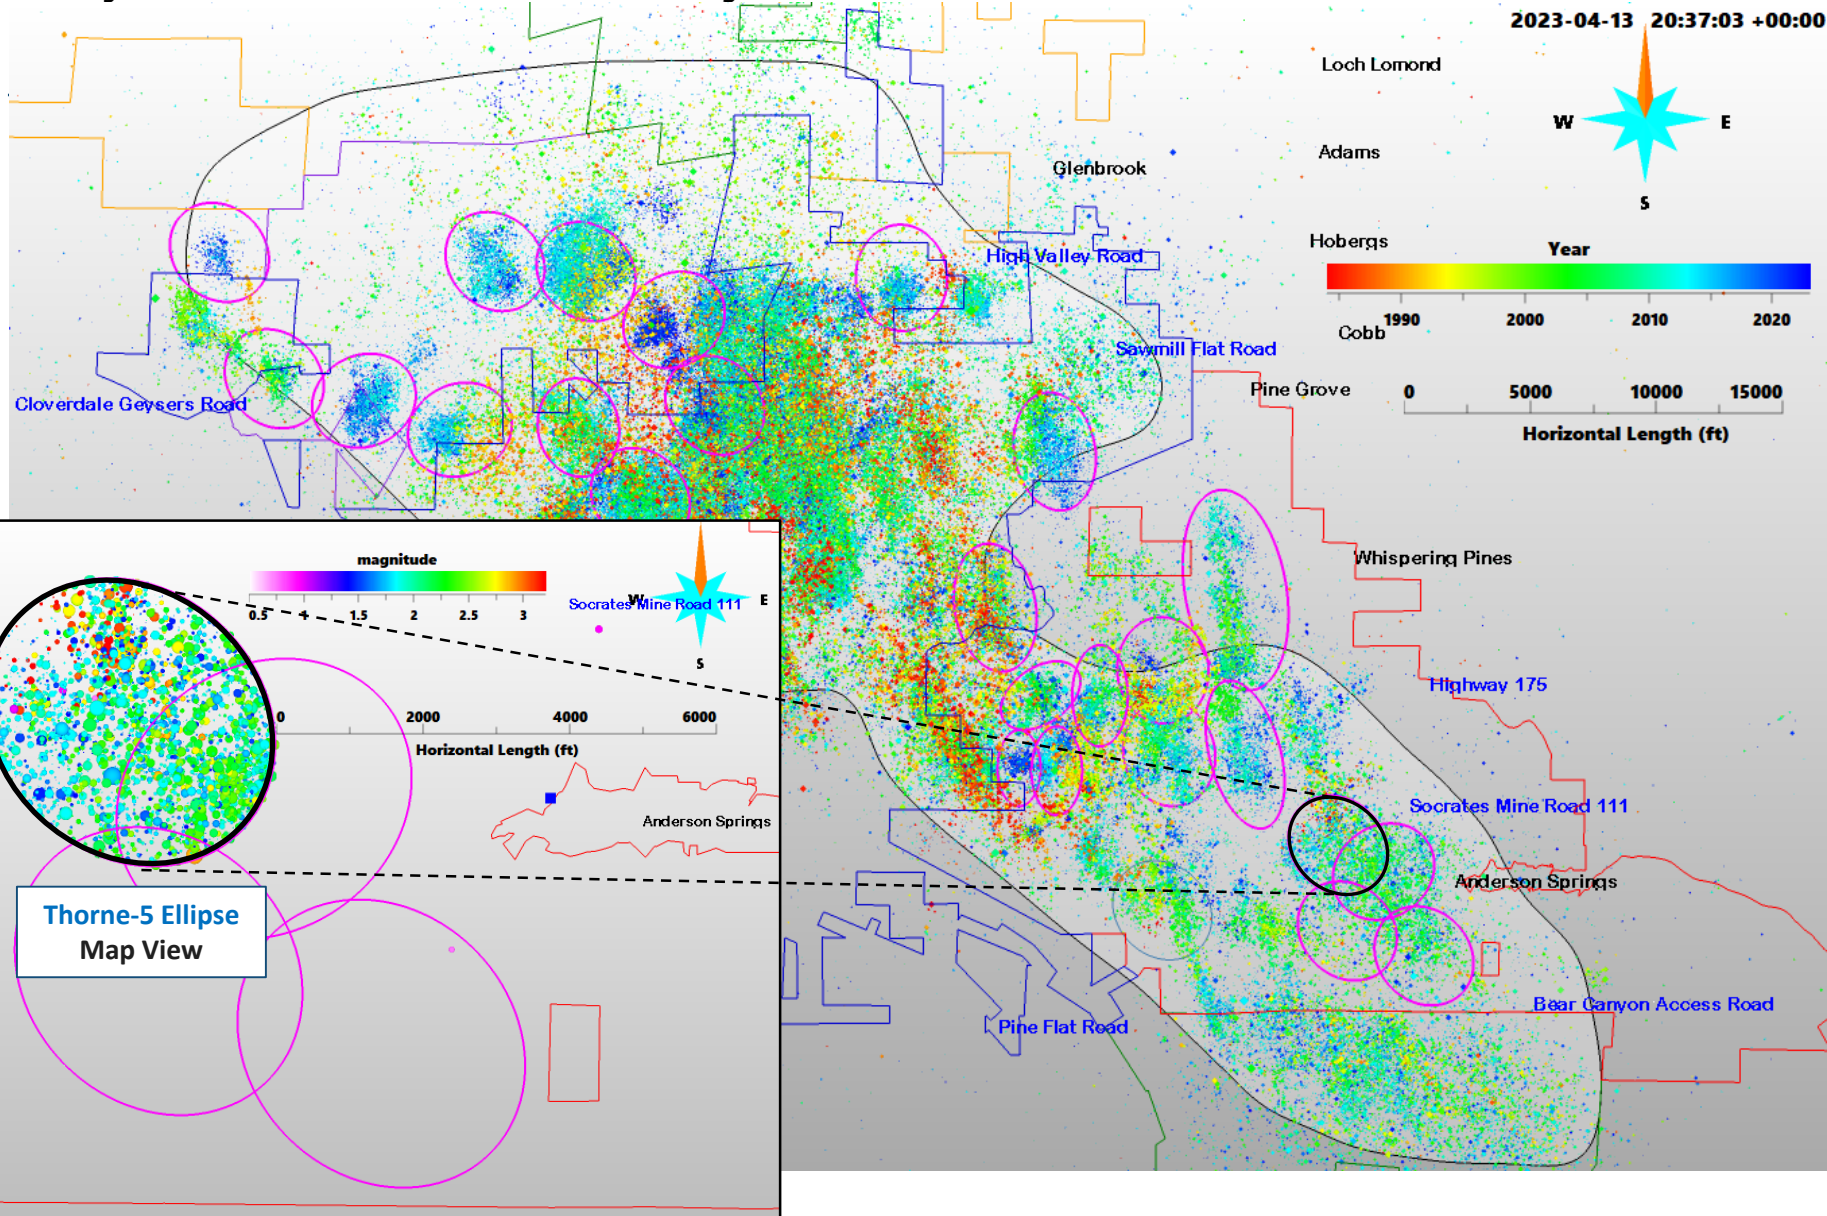 2023-04-13 20:37:03 +00:00
Loch Lomond
W
E
Adams
Glenbrook
S
Hobergs
Year
High Valley Road
1990 2000 2010 2020
Cobb
Sawmill Flat Road
Pine Grove
0 5000 10000 15000
Cloverdale Geysers Road
Horizontal Length (ft)
Whispering Pines
magnitude
Socrates Mine Road 111
W
E
0.5 1 1.5 2 2.5 3
S
Highway 175
0 2000 4000 6000
Horizontal Length (ft)
Socrates Mine Road 111
Anderson Springs
Anderson Springs
Thorne-5 Ellipse
Map View
Bear Canyon Access Road
Pine Flat Road